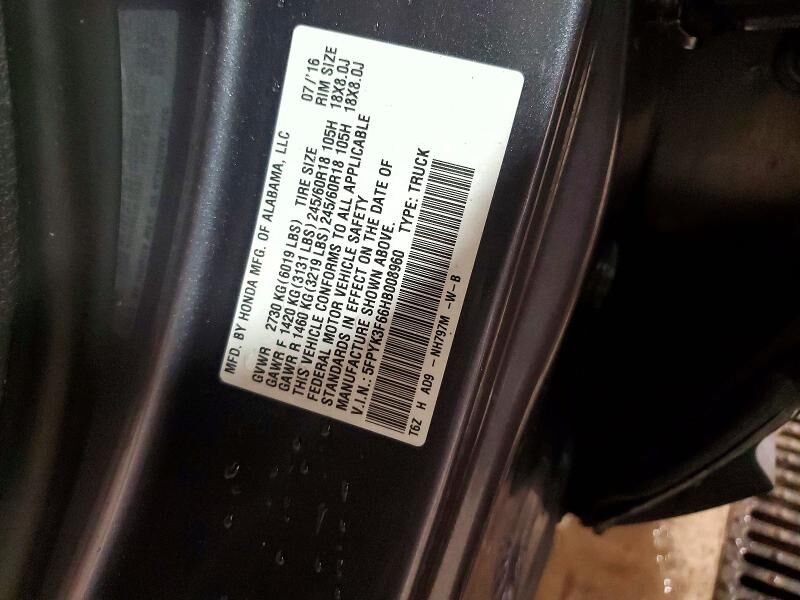 MFD. BY HONDA MFG. OF ALABAMA, LLC 07/'16
GVWR 2730 KG(6019 LBS) TIRE SIZE RIM SIZE
GAWR F 1420 KG(3131 LBS)245/60R18 105H 18X8.0J
GAWR R 1460 KG(3219 LBS)245/60R18 105H 18X8.0J
THIS VEHICLE CONFORMS TO ALL APPLICABLE
FEDERAL MOTOR VEHICLE SAFETY
STANDARDS IN EFFECT ON THE DATE OF
MANUFACTURE SHOWN ABOVE.
V.I.N.: 5FPYK3F66HB008960 TYPE: TRUCK
T6Z H AD9 - NH797M -W-B